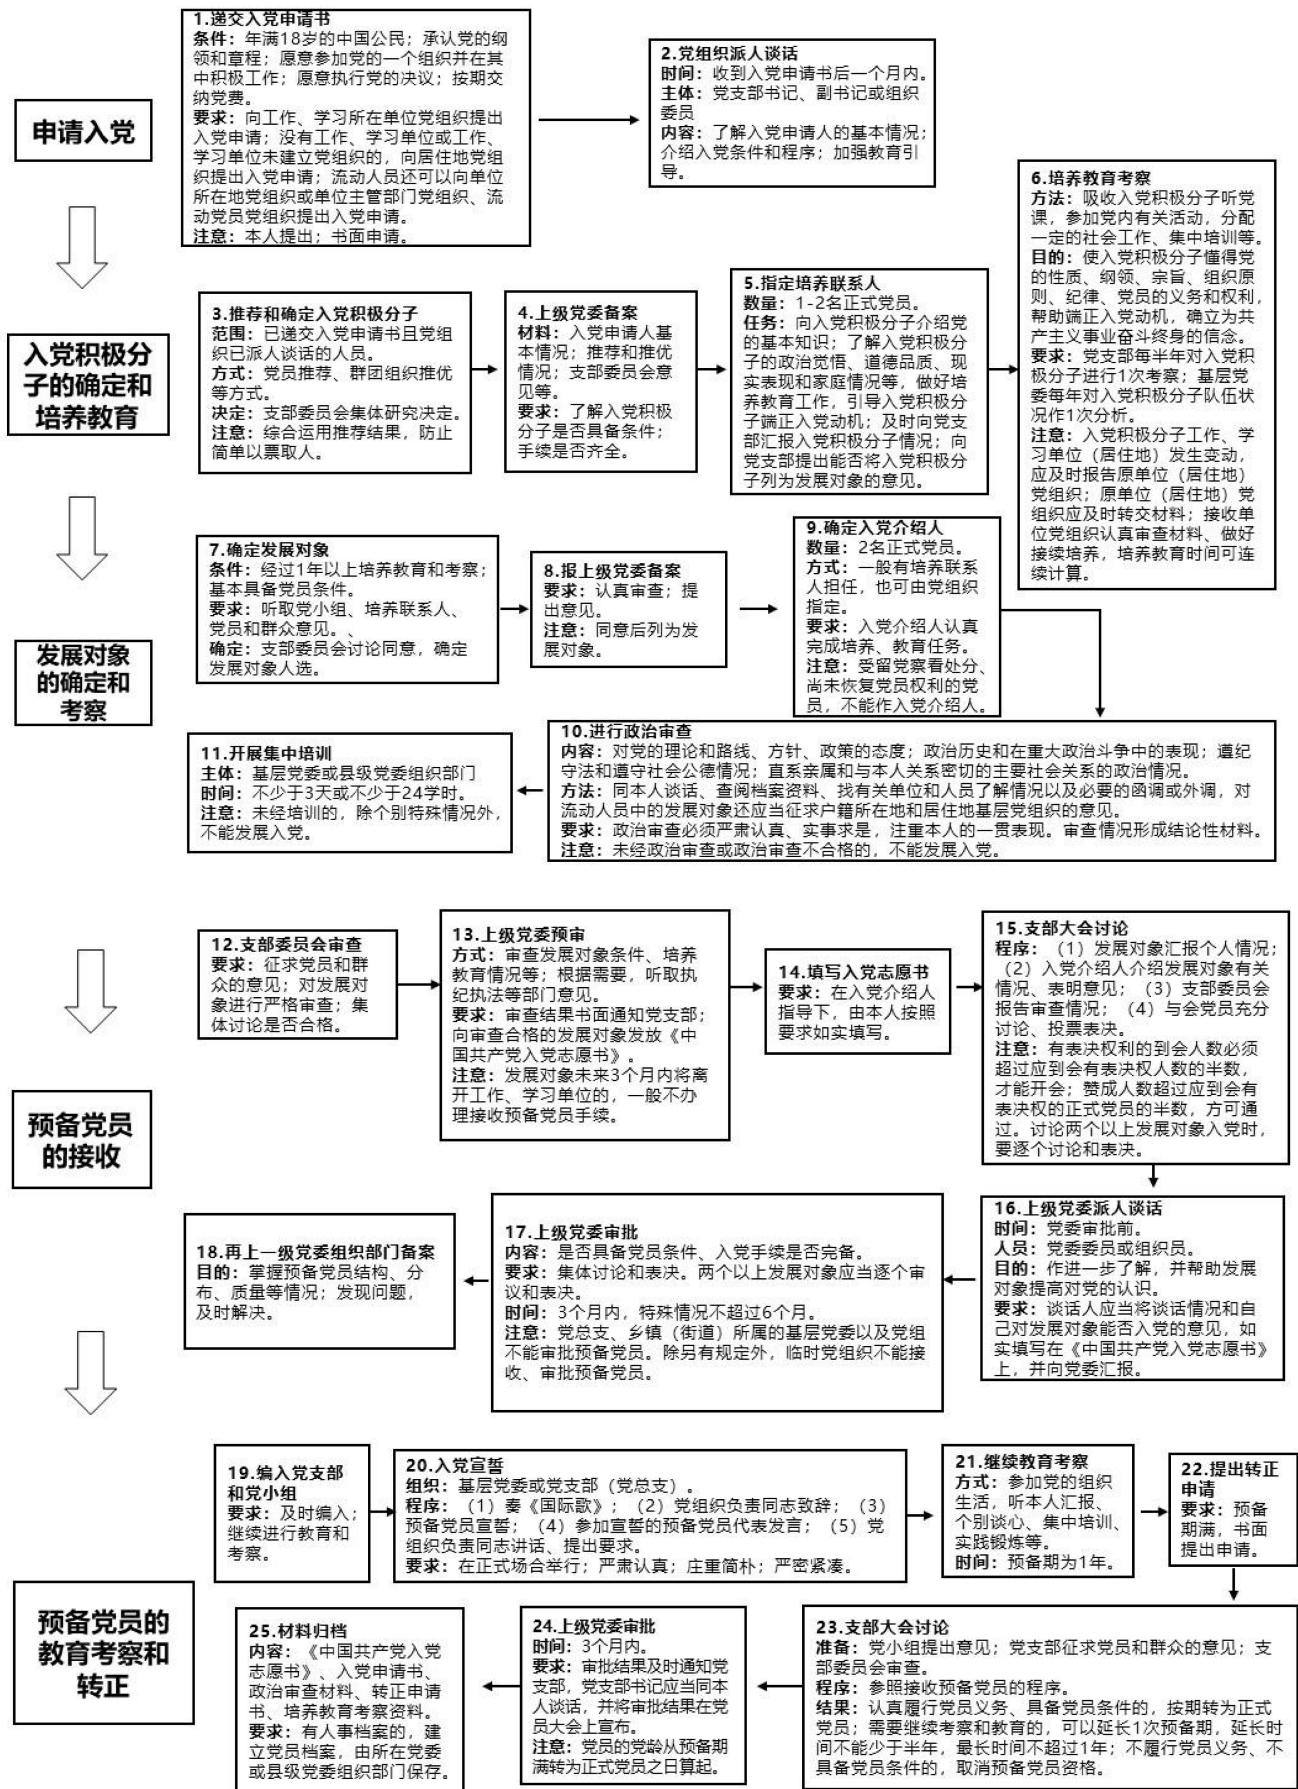 申请入党
1.递交入党申请书
条件：年满18岁的中国公民；承认党的纲
领和章程；愿意参加党的一个组织并在其
中积极工作；愿意执行党的决议；按期交
纳党费。
要求：向工作、学习所在单位党组织提出
入党申请；没有工作、学习单位或工作、
学习单位未建立党组织的，向居住地党组
织提出入党申请；流动人员还可以向单位
所在地党组织或单位主管部门党组织、流
动党员党组织提出入党申请。
注意：本人提出；书面申请。
2.党组织派人谈话
时间：收到入党申请书后一个月内。
主体：党支部书记、副书记或组织
委员
内容：了解入党申请人的基本情况；
介绍入党条件和程序；加强教育引
导。
入党积极分
子的确定和
培养教育
3.推荐和确定入党积极分子
范围：已递交入党申请书且党组
织已派人谈话的人员。
方式：党员推荐、群团组织推优
等方式。
决定：支部委员会集体研究决定。
注意：综合运用推荐结果，防止
简单以票取人。
4.上级党委备案
材料：入党申请人基
本情况；推荐和推优
情况；支部委员会意
见等。
要求：了解入党积极
分子是否具备条件；
手续是否齐全。
5.指定培养联系人
数量：1-2名正式党员。
任务：向入党积极分子介绍党
的基本知识；了解入党积极分
子的政治觉悟、道德品质、现
实表现和家庭情况等，做好培
养教育工作，引导入党积极分
子端正入党动机；及时向党支
部汇报入党积极分子情况；向
党支部提出能否将入党积极分
子列为发展对象的意见。
6.培养教育考察
方法：吸收入党积极分子听党
课，参加党内有关活动，分配
一定的社会工作、集中培训等。
目的：使入党积极分子懂得党
的性质、纲领、宗旨、组织原
则、纪律、党员的义务和权利，
帮助端正入党动机，确立为共
产主义事业奋斗终身的信念。
要求：党支部每半年对入党积
极分子进行1次考察；基层党
委每年对入党积极分子队伍状
况作1次分析。
注意：入党积极分子工作、学
习单位（居住地）发生变动，
应及时报告原单位（居住地）
党组织；原单位（居住地）党
组织应及时转交材料；接收单
位党组织认真审查材料、做好
接续培养，培养教育时间可连
续计算。
发展对象
的确定和
考察
7.确定发展对象
条件：经过1年以上培养教育和考察；
基本具备党员条件。
要求：听取党小组、培养联系人、
党员和群众意见。、
确定：支部委员会讨论同意，确定
发展对象人选。
8.报上级党委备案
要求：认真审查；提
出意见。
注意：同意后列为发
展对象。
9.确定入党介绍人
数量：2名正式党员。
方式：一般有培养联系
人担任，也可由党组织
指定。
要求：入党介绍人认真
完成培养、教育任务。
注意：受留党察看处分、
尚未恢复党员权利的党
员，不能作入党介绍人。
10.进行政治审查
内容：对党的理论和路线、方针、政策的态度；政治历史和在重大政治斗争中的表现；遵纪
守法和遵守社会公德情况；直系亲属和与本人关系密切的主要社会关系的政治情况。
方法：同本人谈话、查阅档案资料、找有关单位和人员了解情况以及必要的函调或外调，对
流动人员中的发展对象还应当征求户籍所在地和居住地基层党组织的意见。
要求：政治审查必须严肃认真、实事求是，注重本人的一贯表现。审查情况形成结论性材料。
注意：未经政治审查或政治审查不合格的，不能发展入党。
11.开展集中培训
主体：基层党委或县级党委组织部门
时间：不少于3天或不少于24学时。
注意：未经培训的，除个别特殊情况外，
不能发展入党。
预备党员
的接收
12.支部委员会审查
要求：征求党员和群
众的意见；对发展对
象进行严格审查；集
体讨论是否合格。
13.上级党委预审
方式：审查发展对象条件、培养
教育情况等；根据需要，听取执
纪执法等部门意见。
要求：审查结果书面通知党支部；
向审查合格的发展对象发放《中
国共产党入党志愿书》。
注意：发展对象未来3个月内将离
开工作、学习单位的，一般不办
理接收预备党员手续。
14.填写入党志愿书
要求：在入党介绍人
指导下，由本人按照
要求如实填写。
15.支部大会讨论
程序：（1）发展对象汇报个人情况；
（2）入党介绍人介绍发展对象有关
情况、表明意见；（3）支部委员会
报告审查情况；（4）与会党员充分
讨论、投票表决。
注意：有表决权利的到会人数必须
超过应到会有表决权人数的半数，
才能开会；赞成人数超过应到会有
表决权的正式党员的半数，方可通
过。讨论两个以上发展对象入党时，
要逐个讨论和表决。
16.上级党委派人谈话
时间：党委审批前。
人员：党委委员或组织员。
目的：作进一步了解，并帮助发展
对象提高对党的认识。
要求：谈话人应当将谈话情况和自
己对发展对象能否入党的意见，如
实填写在《中国共产党入党志愿书》
上，并向党委汇报。
17.上级党委审批
内容：是否具备党员条件、入党手续是否完备。
要求：集体讨论和表决。两个以上发展对象应当逐个审
议和表决。
时间：3个月内，特殊情况不超过6个月。
注意：党总支、乡镇（街道）所属的基层党委以及党组
不能审批预备党员。除另有规定外，临时党组织不能接
收、审批预备党员。
18.再上一级党委组织部门备案
目的：掌握预备党员结构、分
布、质量等情况；发现问题，
及时解决。
预备党员的
教育考察和
转正
19.编入党支部
和党小组
要求：及时编入；
继续进行教育和
考察。
20.入党宣誓
组织：基层党委或党支部（党总支）。
程序：（1）奏《国际歌》；（2）党组织负责同志致辞；（3）
预备党员宣誓；（4）参加宣誓的预备党员代表发言；（5）党
组织负责同志讲话、提出要求。
要求：在正式场合举行；严肃认真；庄重简朴；严密紧凑。
21.继续教育考察
方式：参加党的组织
生活，听本人汇报、
个别谈心、集中培训、
实践锻炼等。
时间：预备期为1年。
22.提出转正
申请
要求：预备
期满，书面
提出申请。
23.支部大会讨论
准备：党小组提出意见；党支部征求党员和群众的意见；支
部委员会审查。
程序：参照接收预备党员的程序。
结果：认真履行党员义务、具备党员条件的，按期转为正式
党员；需要继续考察和教育的，可以延长1次预备期，延长时
间不能少于半年，最长时间不超过1年；不履行党员义务、不
具备党员条件的，取消预备党员资格。
24.上级党委审批
时间：3个月内。
要求：审批结果及时通知党
支部，党支部书记应当同本
人谈话，并将审批结果在党
员大会上宣布。
注意：党员的党龄从预备期
满转为正式党员之日算起。
25.材料归档
内容：《中国共产党入党
志愿书》、入党申请书、
政治审查材料、转正申请
书、培养教育考察资料。
要求：有人事档案的，建
立党员档案，由所在党委
或县级党委组织部门保存。